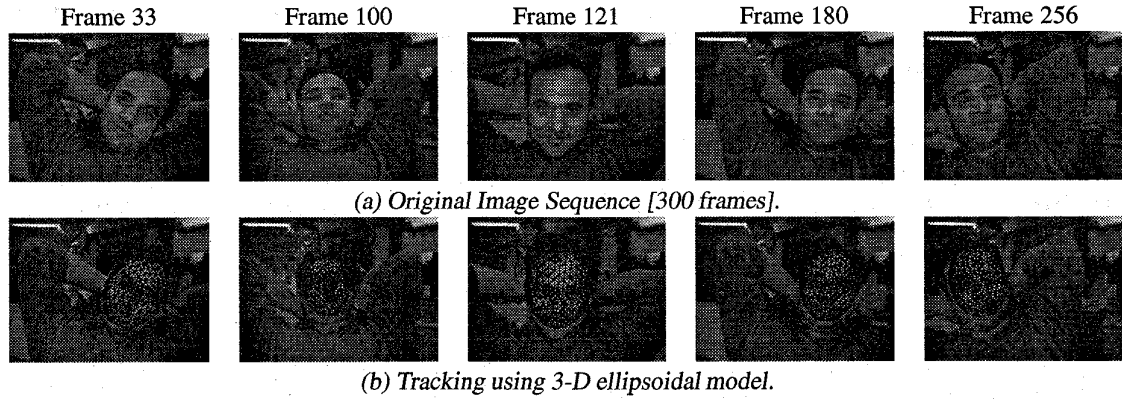 Frame 33 Frame 100 Frame 121 Frame 180 Frame 256
(a) Original Image Sequence [300 frames].
(b) Tracking using 3-D ellipsoidal model.